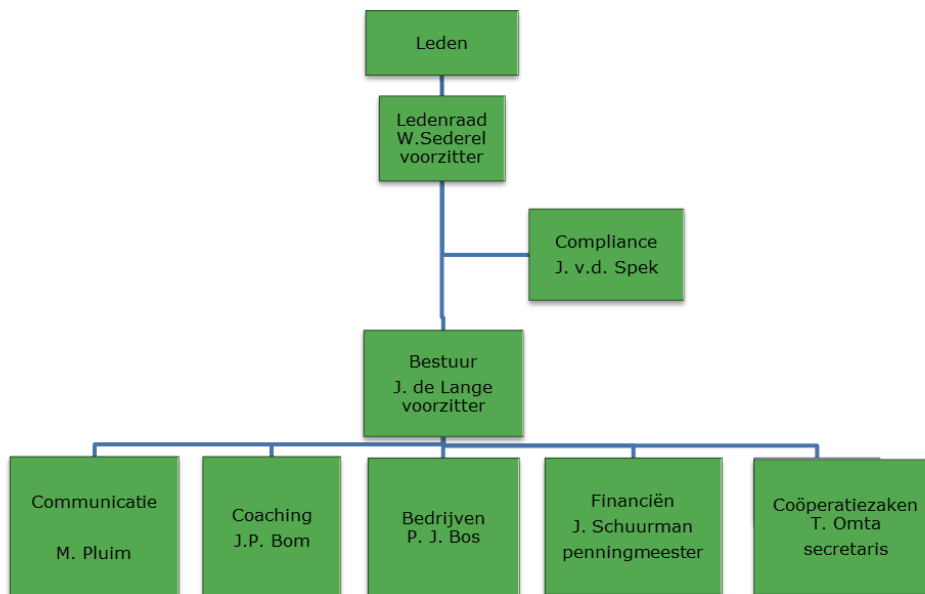 Leden
Ledenraad
W.Sederel
voorzitter
Compliance
J. v.d. Spek
Bestuur
J. de Lange
voorzitter
Communicatie
M. Pluim
Coaching
J.P. Bom
Bedrijven
P. J. Bos
Financiën
J. Schuurman
penningmeester
Coöperatiezaken
T. Omta
secretaris